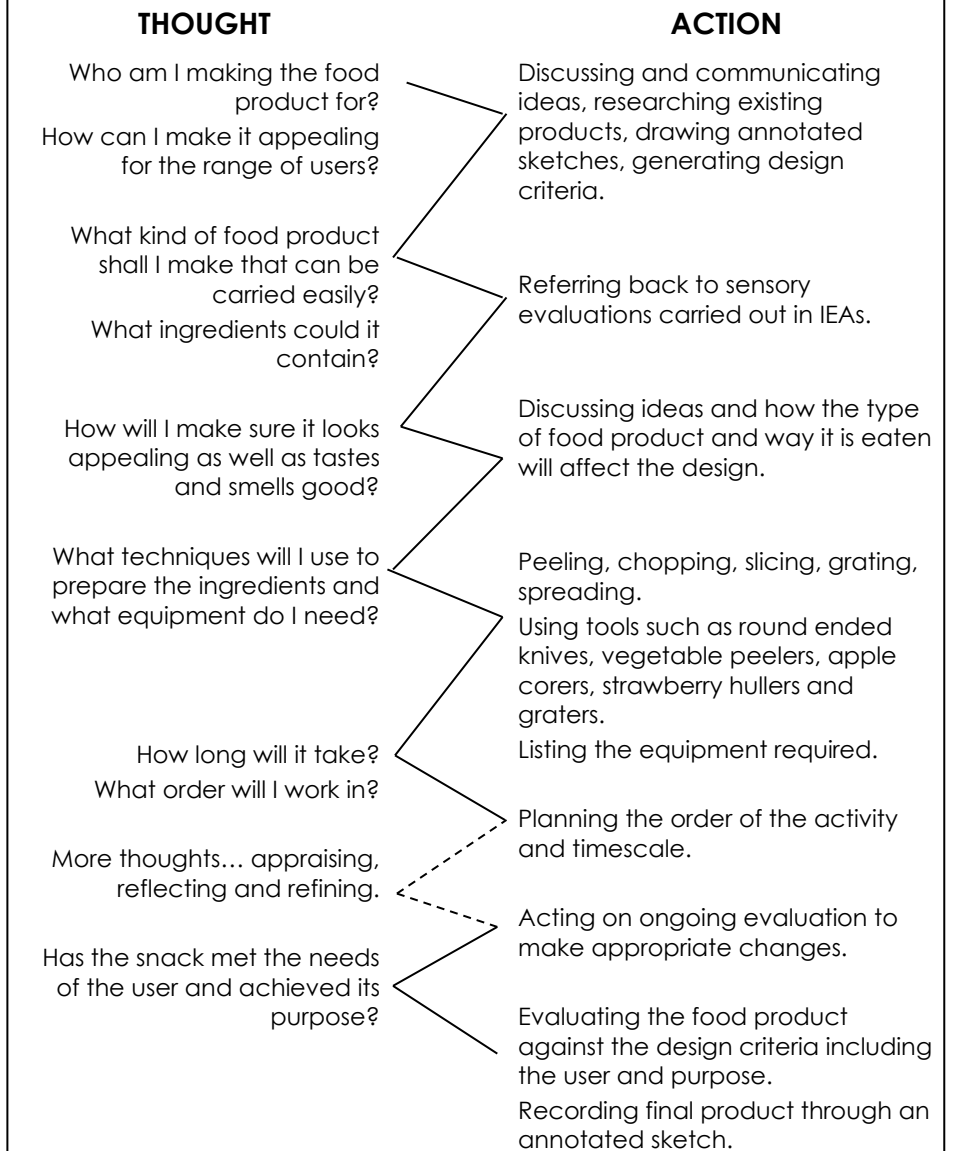 THOUGHT
Who am I making the food
product for?
How can I make it appealing
for the range of users?
What kind of food product
shall I make that can be
carried easily?
What ingredients could it
contain?
How will I make sure it looks
appealing as well as tastes
and smells good?
What techniques will I use to
prepare the ingredients and
what equipment do I need?
How long will it take?
What order will I work in?
More thoughts… appraising,
reflecting and refining.
Has the snack met the needs
of the user and achieved its
purpose?
ACTION
Discussing and communicating
ideas, researching existing
products, drawing annotated
sketches, generating design
criteria.
Referring back to sensory
evaluations carried out in IEAs.
Discussing ideas and how the type
of food product and way it is eaten
will affect the design.
Peeling, chopping, slicing, grating,
spreading.
Using tools such as round ended
knives, vegetable peelers, apple
corers, strawberry hullers and
graters.
Listing the equipment required.
Planning the order of the activity
and timescale.
Acting on ongoing evaluation to
make appropriate changes.
Evaluating the food product
against the design criteria including
the user and purpose.
Recording final product through an
annotated sketch.